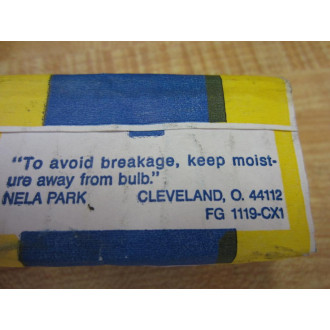 "To avoid breakage, keep moist-
ure away from bulb."
NELA PARK CLEVELAND, O. 44112
FG 1119-CX1